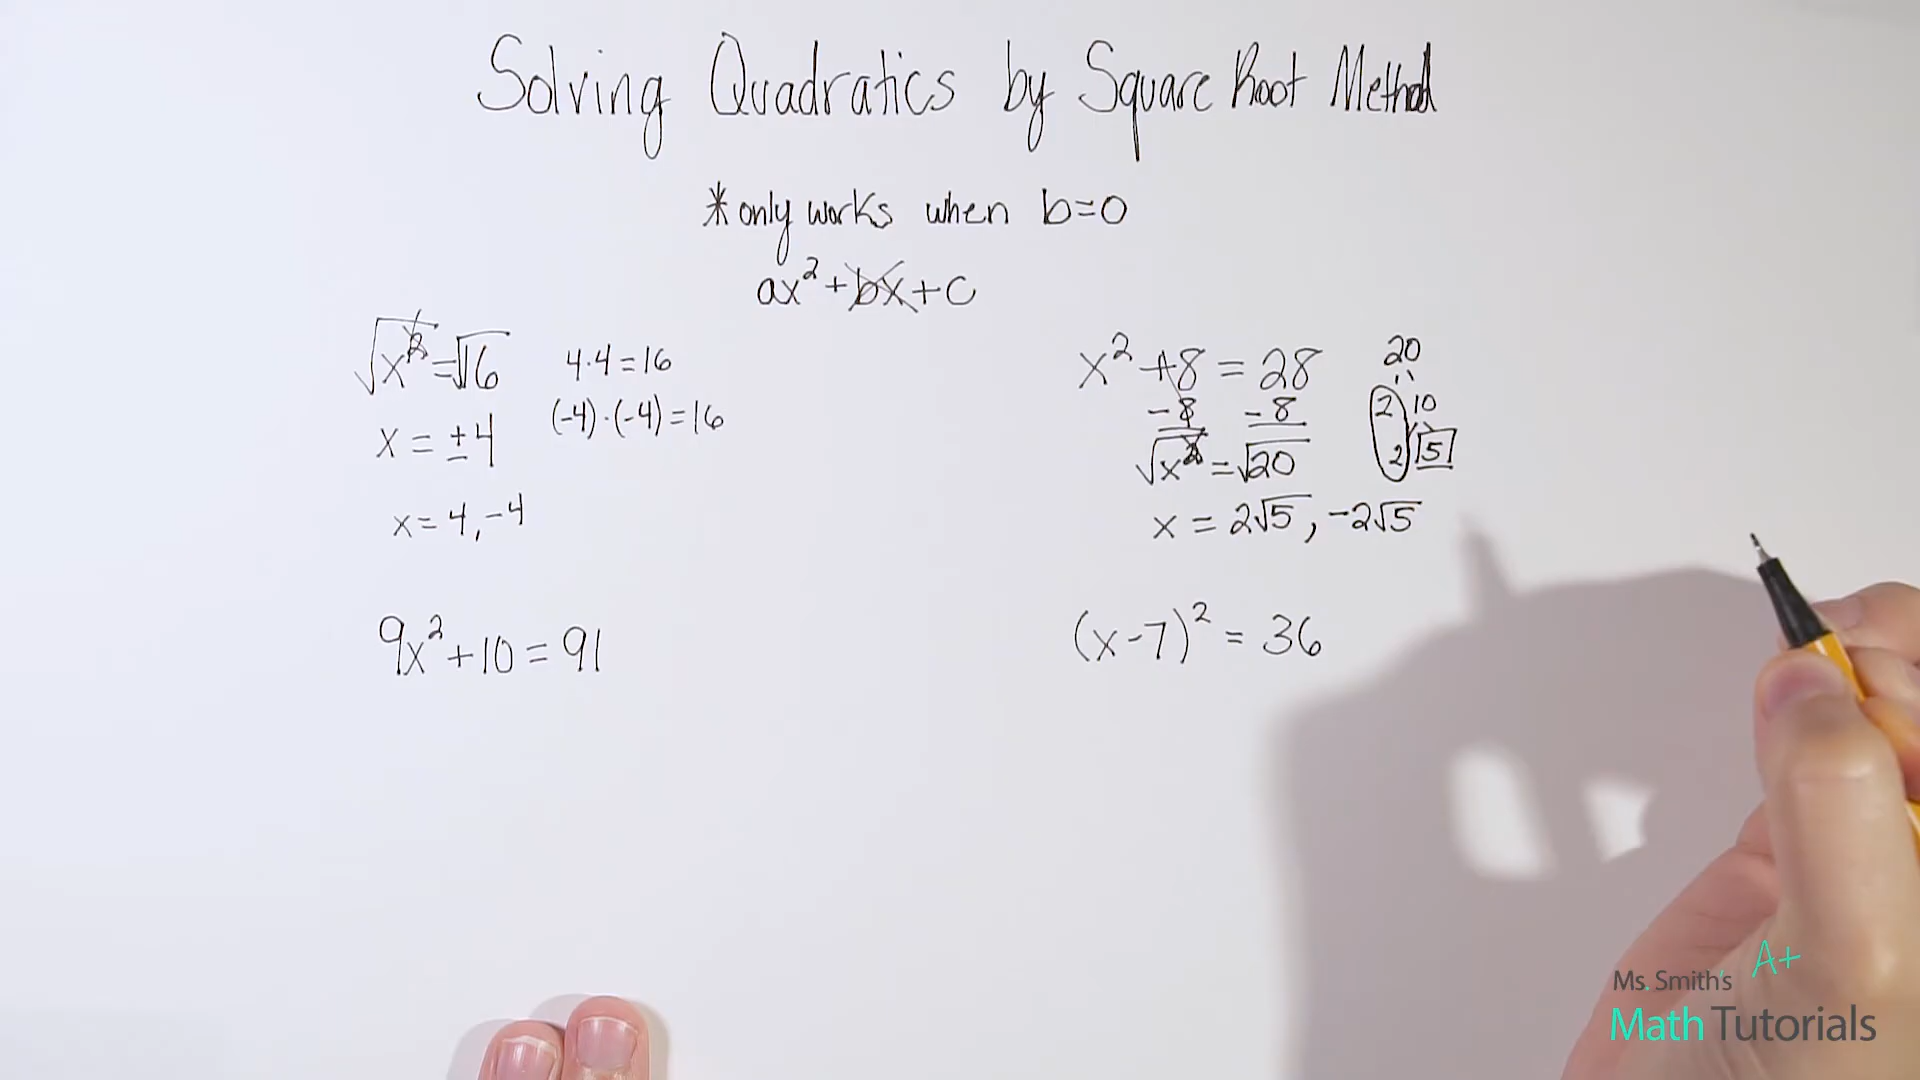 Solving Quadratics by Square Root Method
*only works when b=0
ax²+bx+c
√x²=√16
4·4=16
(-4)·(-4)=16
x=±4
x=4,-4
x²+8=28
-8 -8
√x²=√20
x=2√5,-2√5
20
2 10
2 5
9x²+10=91
(x-7)²=36
A+
Ms. Smith's
Math Tutorials